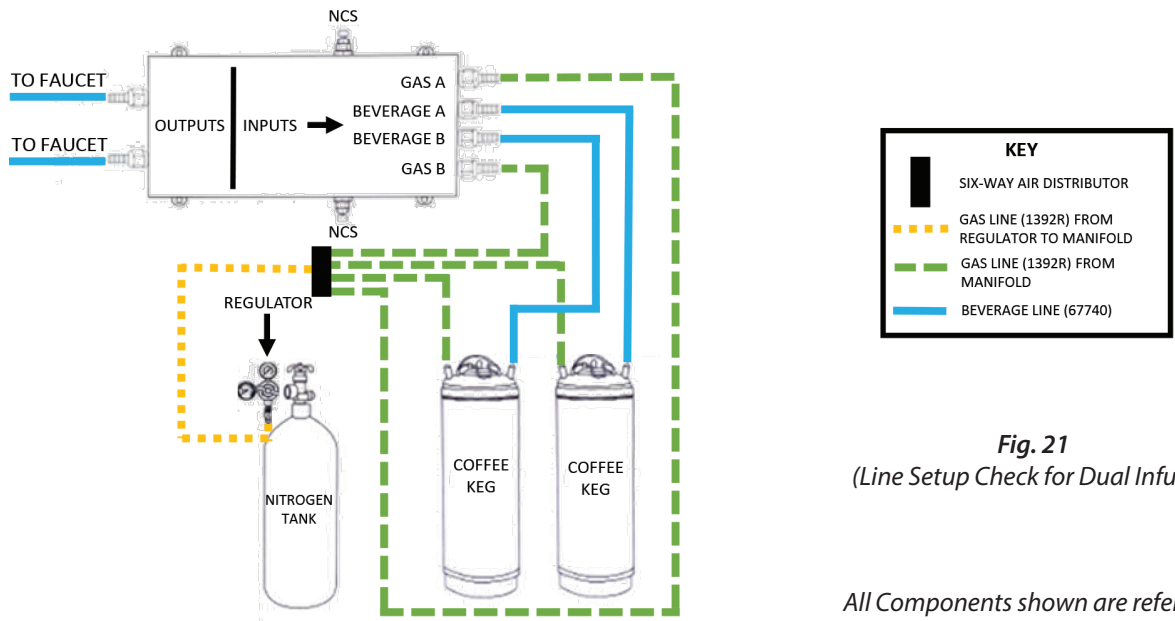 NCS
TO FAUCET
TO FAUCET
OUTPUTS
INPUTS
GAS A
BEVERAGE A
BEVERAGE B
GAS B
NCS
REGULATOR
NITROGEN
TANK
COFFEE
KEG
COFFEE
KEG
KEY
SIX-WAY AIR DISTRIBUTOR
GAS LINE (1392R) FROM
REGULATOR TO MANIFOLD
GAS LINE (1392R) FROM
MANIFOLD
BEVERAGE LINE (67740)
Fig. 21
(Line Setup Check for Dual Infu
All Components shown are refer